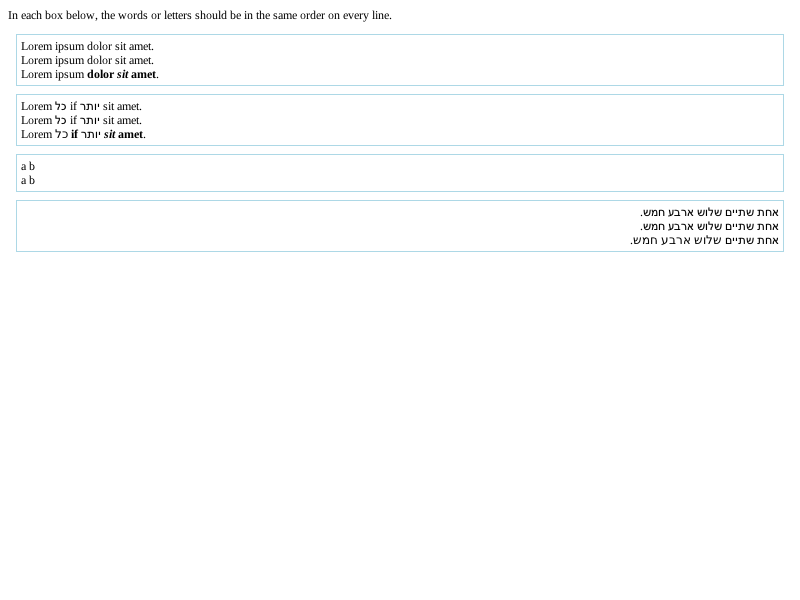 In each box below, the words or letters should be in the same order on every line.
Lorem ipsum dolor sit amet.
Lorem ipsum dolor sit amet.
Lorem ipsum dolor sit amet.
Lorem כל if יותר sit amet.
Lorem כל if יותר sit amet.
Lorem כל if יותר sit amet.
a b
a b
אחת שתיים שלוש ארבע חמש.
אחת שתיים שלוש ארבע חמש.
אחת שתיים שלוש ארבע חמש.